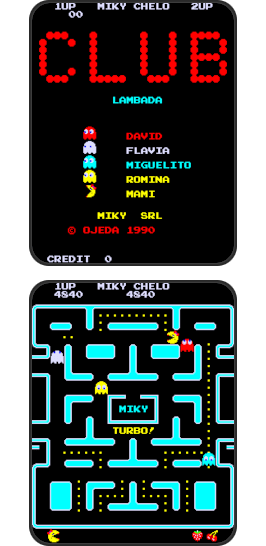 1UP MIKY CHELO 2UP
00
CLUB
LAMBADA
DAVID
FLAVIA
MIGUELITO
ROMINA
MAMI
MIKY SRL
© OJEDA 1990
CREDIT 0
1UP MIKY CHELO
4840 4840
MIKY
TURBO!